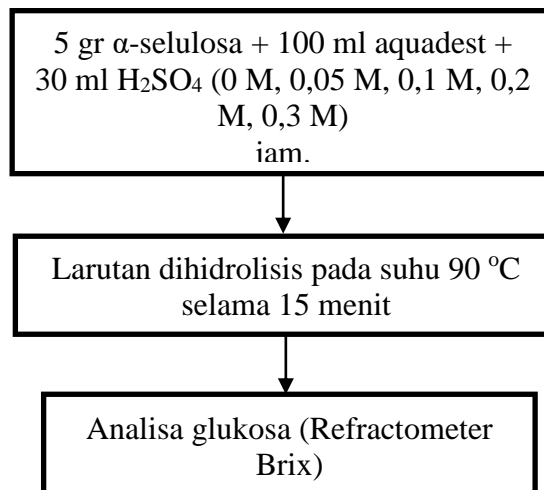 5 gr α-selulosa + 100 ml aquadest +
30 ml H₂SO₄ (0 M, 0,05 M, 0,1 M, 0,2
M, 0,3 M)
jam.
Larutan dihidrolisis pada suhu 90 °C
selama 15 menit
Analisa glukosa (Refractometer
Brix)